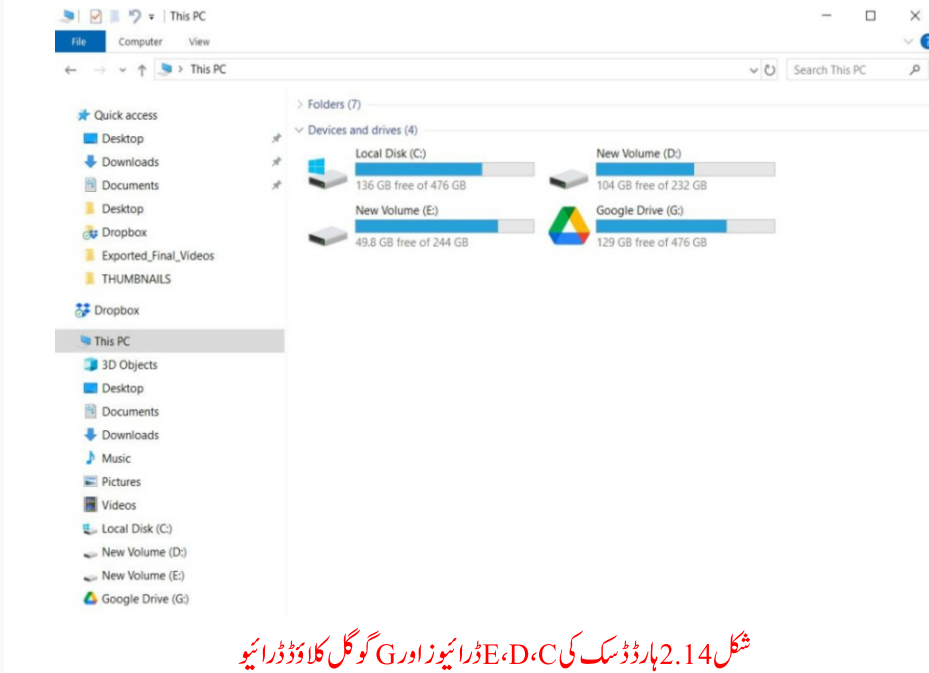 This PC
File Computer View
This PC
Search This PC
Quick access
Desktop
Downloads
Documents
Desktop
Dropbox
Exported_Final_Videos
THUMBNAILS
Dropbox
This PC
3D Objects
Desktop
Documents
Downloads
Music
Pictures
Videos
Local Disk (C:)
New Volume (D:)
New Volume (E:)
Google Drive (G:)
Folders (7)
Devices and drives (4)
Local Disk (C:)
136 GB free of 476 GB
New Volume (D:)
104 GB free of 232 GB
New Volume (E:)
49.8 GB free of 244 GB
Google Drive (G:)
129 GB free of 476 GB
شکل 2.14 ہارڈ ڈسک کی E،D،C ڈرائیوز اور G گوگل کلاؤڈ ڈرائیو